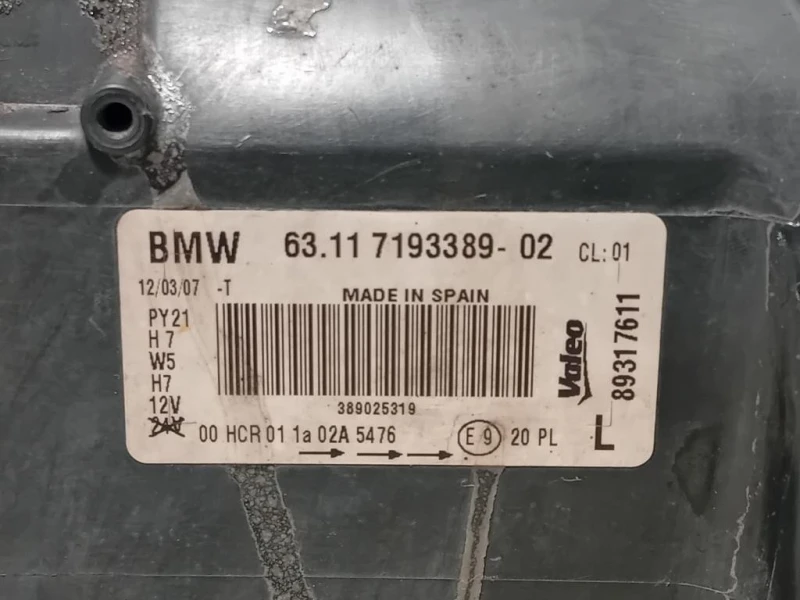 BMW 63.11 7193389- 02 CL: 01
12/03/07 -T
MADE IN SPAIN
PY21
H 7
W5
H7
12V
24V
389025319
00 HCR 01 1a 02A 5476
E 9 20 PL
L
Valeo
89317611